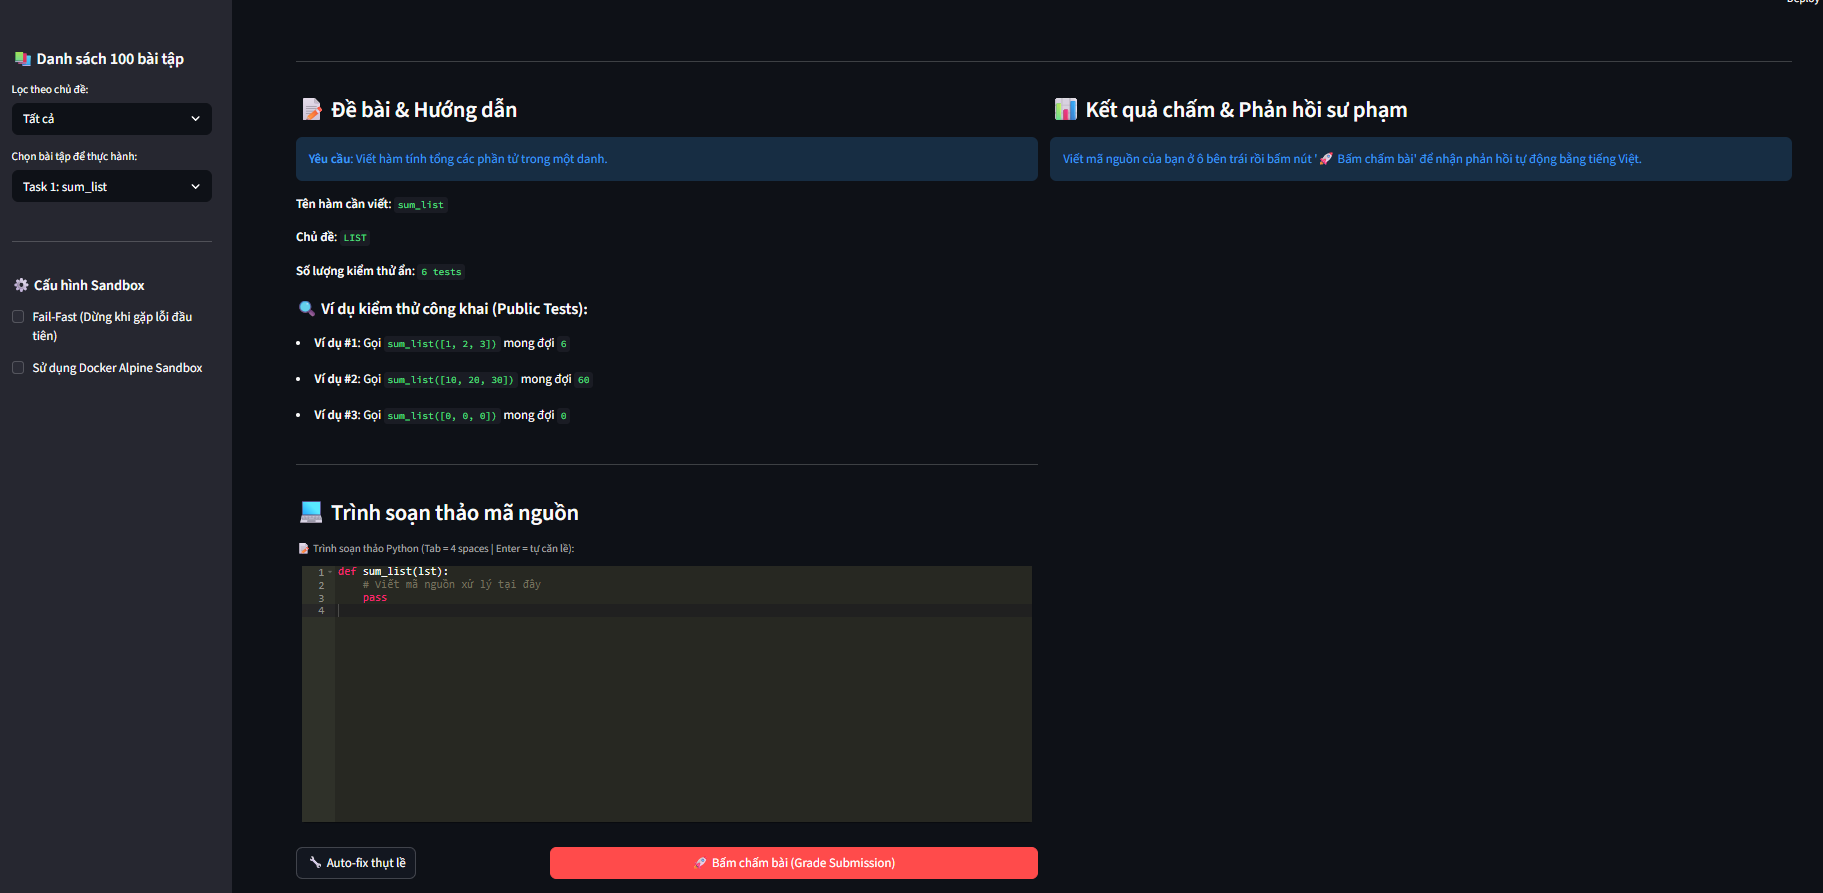 Deploy
Danh sách 100 bài tập
Lọc theo chủ đề:
Tất cả
Chọn bài tập để thực hành:
Task 1: sum_list
Cấu hình Sandbox
Fail-Fast (Dừng khi gặp lỗi đầu
tiên)
Sử dụng Docker Alpine Sandbox
Đề bài & Hướng dẫn
Yêu cầu: Viết hàm tính tổng các phần tử trong một danh.
Tên hàm cần viết: sum_list
Chủ đề: LIST
Số lượng kiểm thử ẩn: 6 tests
Ví dụ kiểm thử công khai (Public Tests):
Ví dụ #1: Gọi sum_list([1, 2, 3]) mong đợi 6
Ví dụ #2: Gọi sum_list([10, 20, 30]) mong đợi 60
Ví dụ #3: Gọi sum_list([0, 0, 0]) mong đợi 0
Trình soạn thảo mã nguồn
Trình soạn thảo Python (Tab = 4 spaces | Enter = tự căn lề):
1 def sum_list(lst):
2 # Viết mã nguồn xử lý tại đây
3 pass
4
Auto-fix thụt lề
Bấm chấm bài (Grade Submission)
Kết quả chấm & Phản hồi sư phạm
Viết mã nguồn của bạn ở ô bên trái rồi bấm nút '🚀 Bấm chấm bài' để nhận phản hồi tự động bằng tiếng Việt.